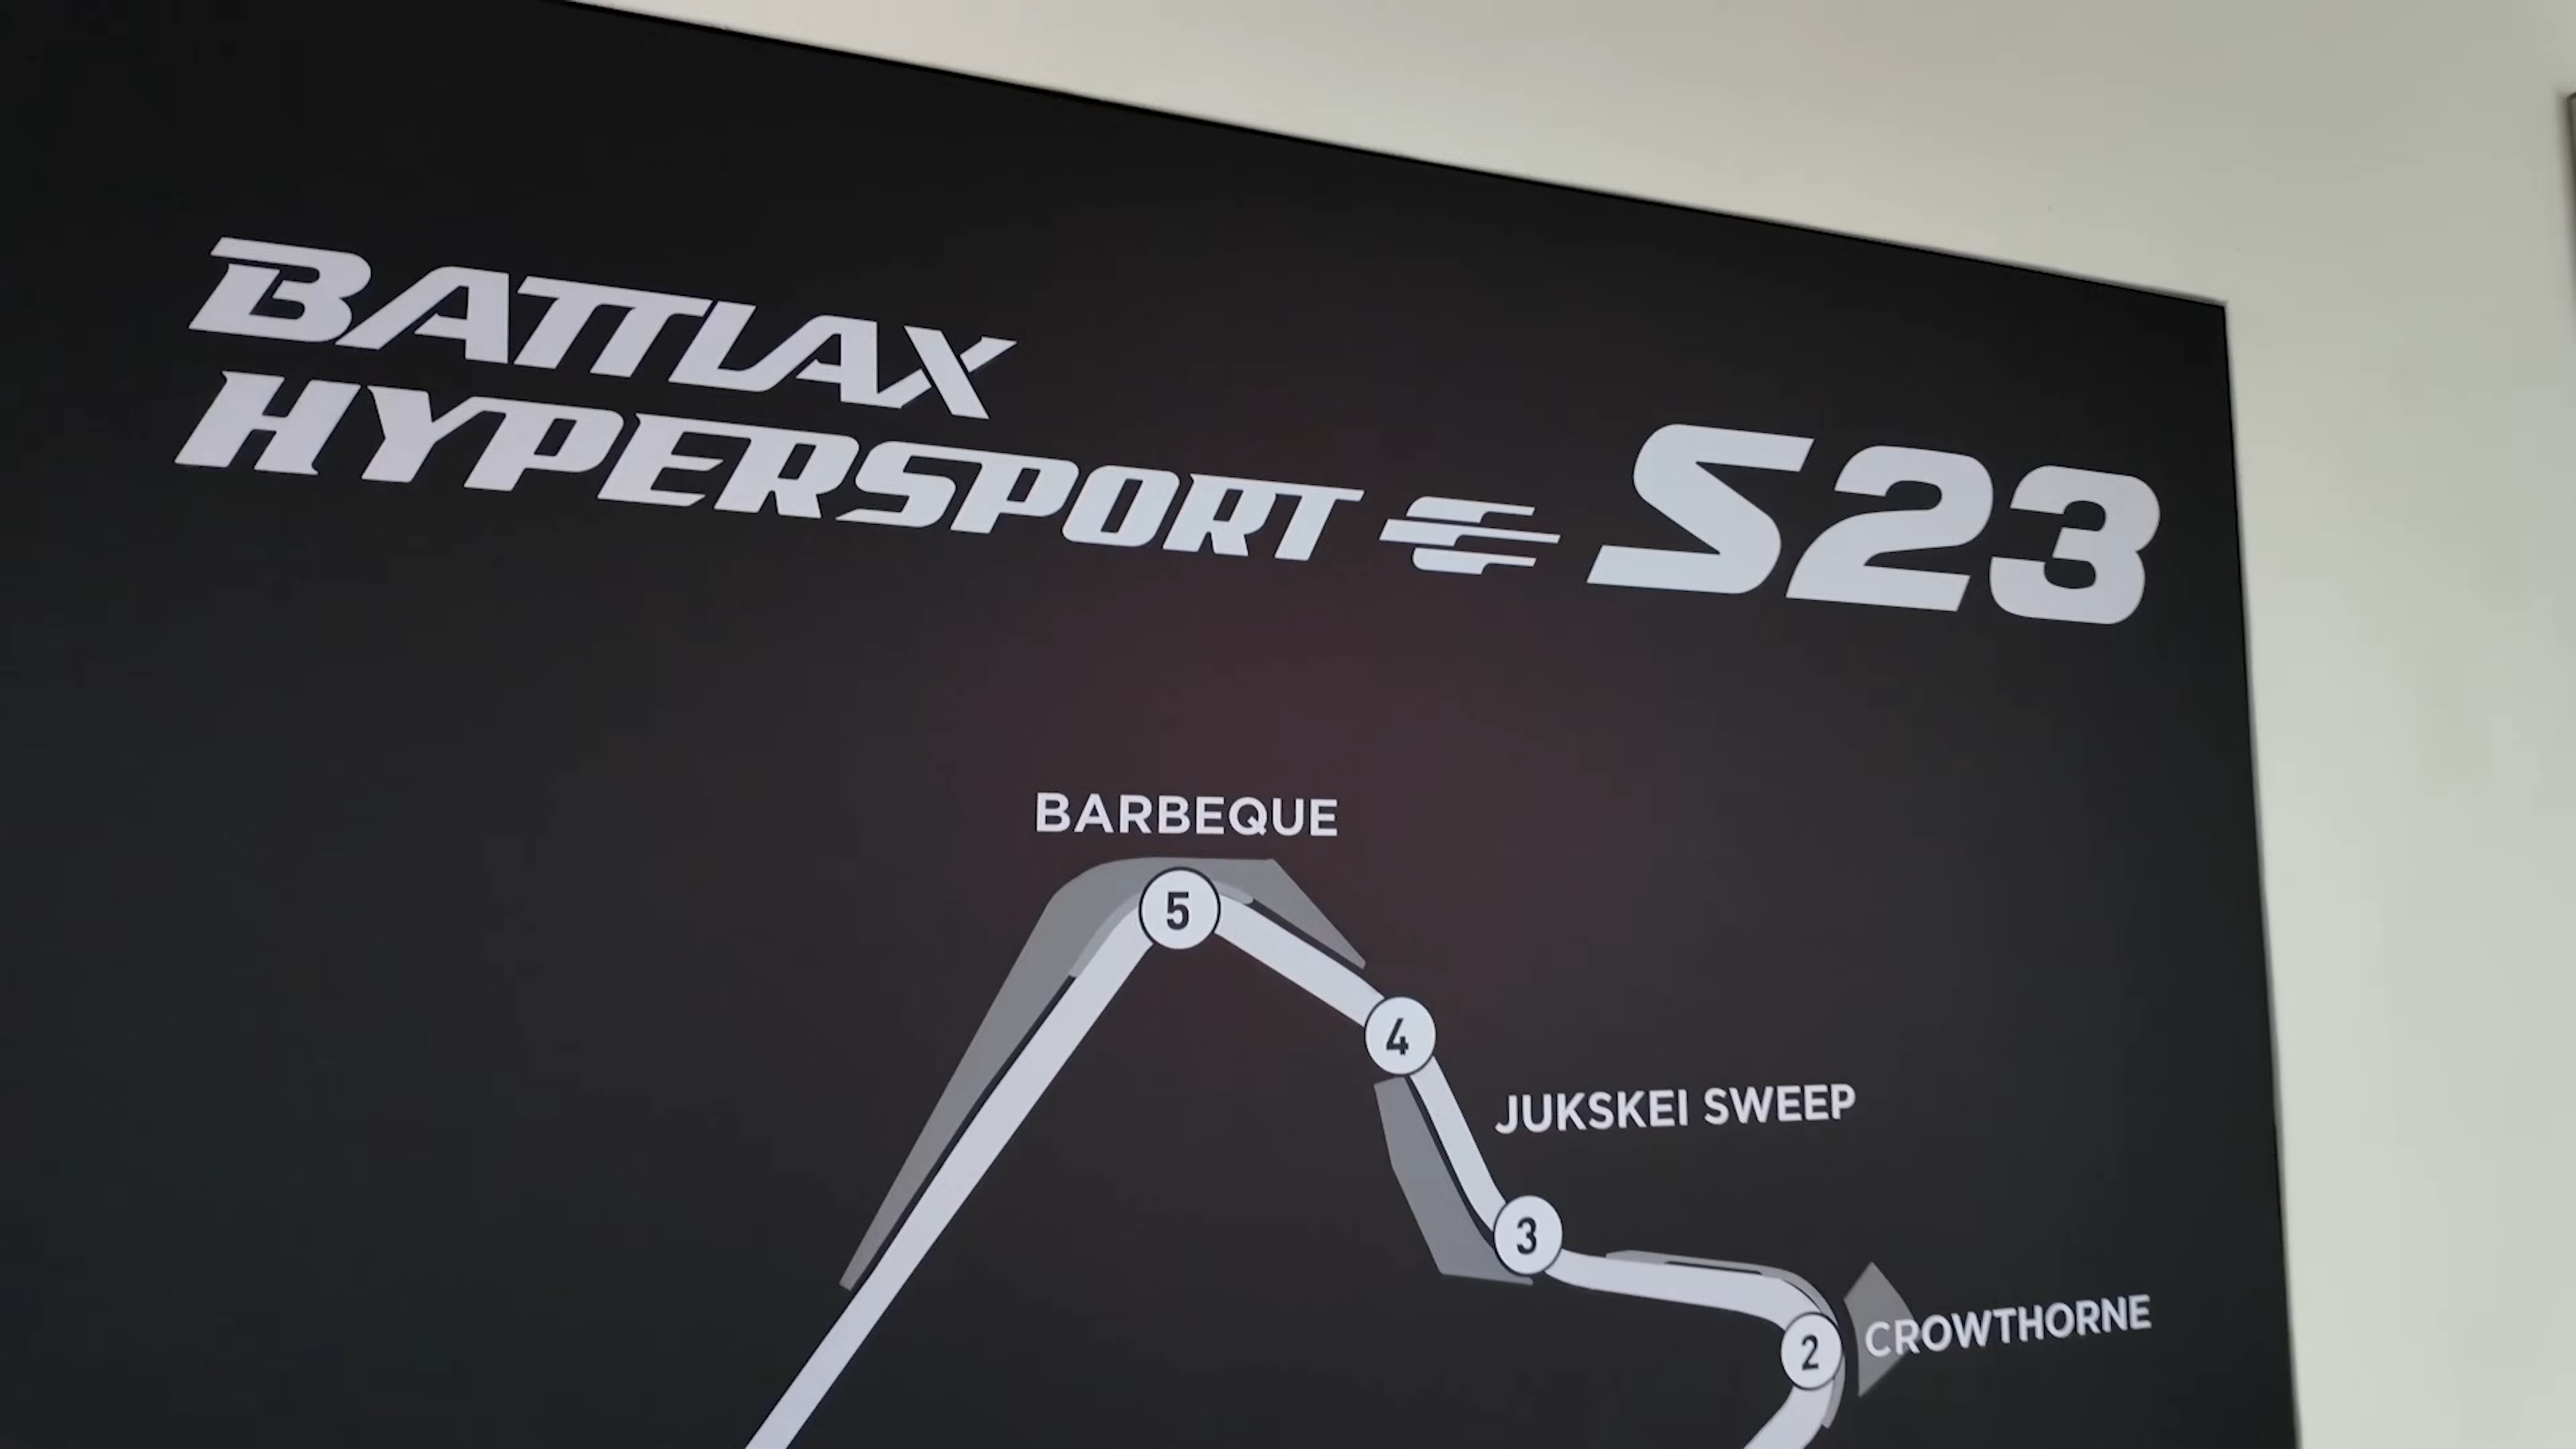 BATTLAX
HYPERSPORT S23
BARBEQUE
5
4
JUKSKEI SWEEP
3
2 CROWTHORNE